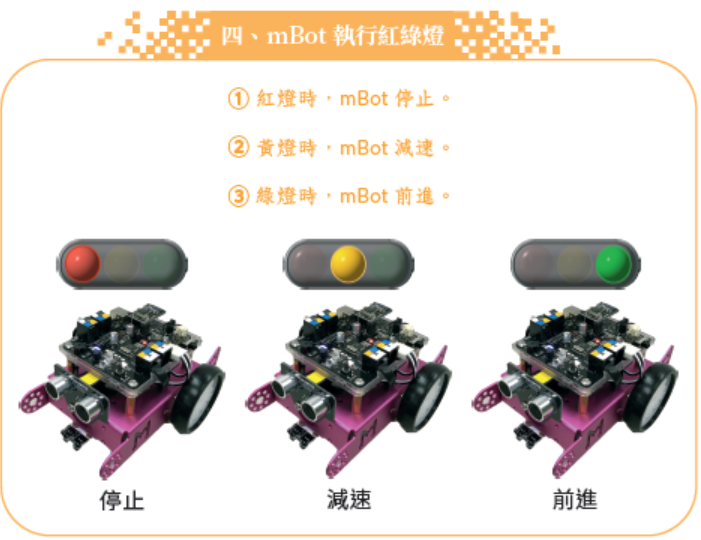 四、mBot 執行紅綠燈
① 紅燈時，mBot 停止。
② 黃燈時，mBot 減速。
③ 綠燈時，mBot 前進。
停止
減速
前進